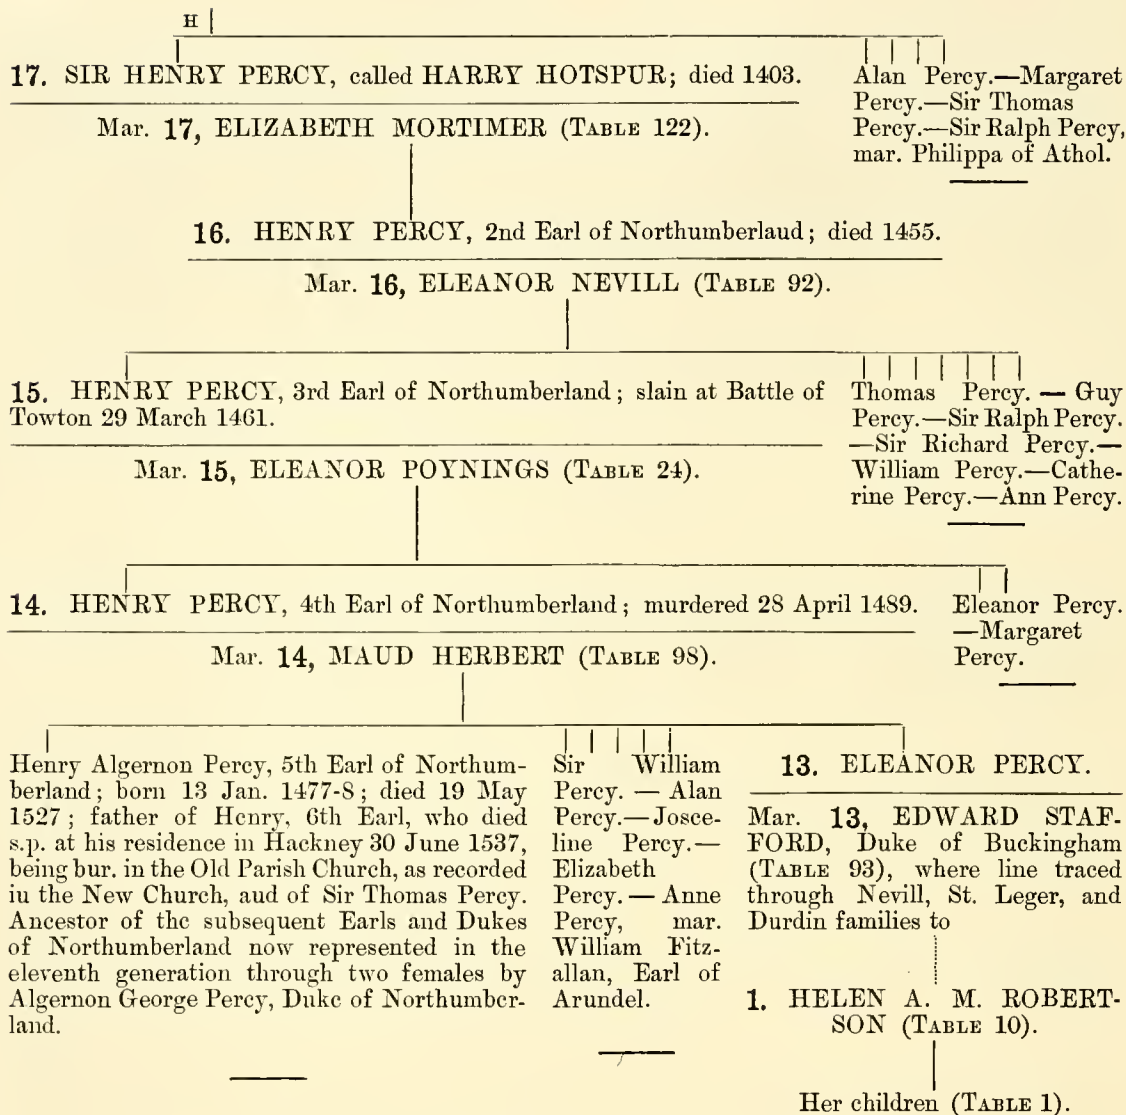 H
17. SIR HENRY PERCY, called HARRY HOTSPUR; died 1403.
Mar. 17, ELIZABETH MORTIMER (TABLE 122).
Alan Percy.—Margaret
Percy.—Sir Thomas
Percy.—Sir Ralph Percy,
mar. Philippa of Athol.
16. HENRY PERCY, 2nd Earl of Northumberlaud; died 1455.
Mar. 16, ELEANOR NEVILL (TABLE 92).
15. HENRY PERCY, 3rd Earl of Northumberland; slain at Battle of
Towton 29 March 1461.
Mar. 15, ELEANOR POYNINGS (TABLE 24).
Thomas Percy.—Guy
Percy.—Sir Ralph Percy.
—Sir Richard Percy.—
William Percy.—Cathe-
rine Percy.—Ann Percy.
14. HENRY PERCY, 4th Earl of Northumberland; murdered 28 April 1489.
Mar. 14, MAUD HERBERT (TABLE 98).
Eleanor Percy.
—Margaret
Percy.
Henry Algernon Percy, 5th Earl of Northum-
berland; born 13 Jan. 1477-8; died 19 May
1527; father of Henry, 6th Earl, who died
s.p. at his residence in Hackney 30 June 1537,
being bur. in the Old Parish Church, as recorded
iu the New Church, aud of Sir Thomas Percy.
Ancestor of the subsequent Earls and Dukes
of Northumberland now represented in the
eleventh generation through two females by
Algernon George Percy, Duke of Northumber-
land.
Sir William
Percy.—Alan
Percy.—Josce-
line Percy.—
Elizabeth
Percy.—Anne
Percy, mar.
William Fitz-
allan, Earl of
Arundel.
13. ELEANOR PERCY.
Mar. 13, EDWARD STAF-
FORD, Duke of Buckingham
(TABLE 93), where line traced
through Nevill, St. Leger, and
Durdin families to
1. HELEN A. M. ROBERT-
SON (TABLE 10).
Her children (TABLE 1).